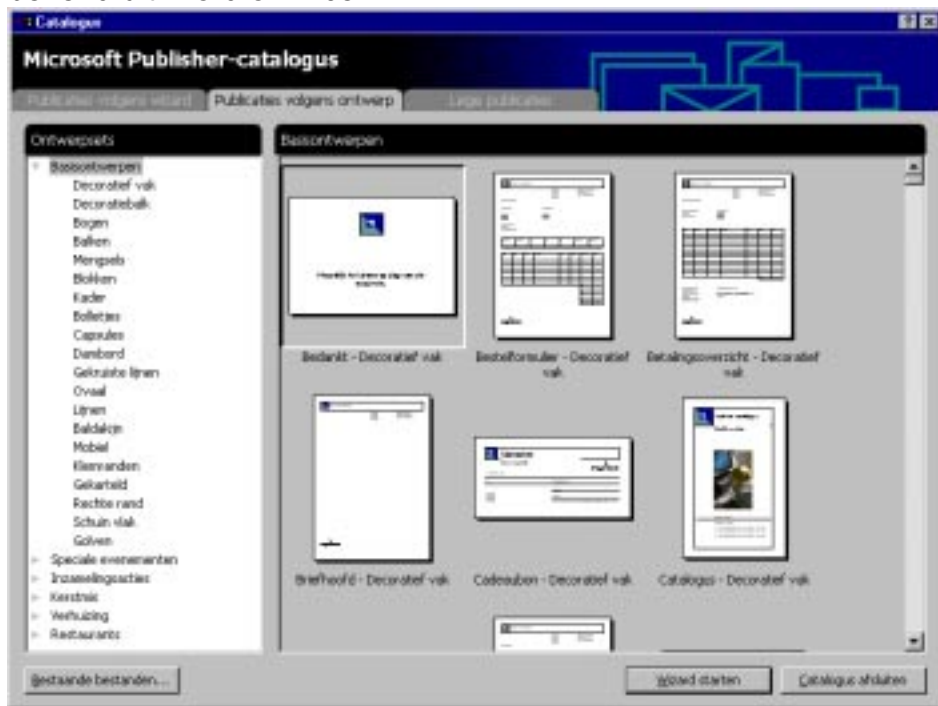 Catalogus
Microsoft Publisher-catalogus
Publicaties volgens wizard
Publicaties volgens ontwerp
Lege publicaties
Ontwerpsets
Basisontwerpen
Decoratief vak
Decoratiebalk
Bogen
Balken
Mengsels
Blokken
Kader
Bolletjes
Capsules
Dambord
Gekruiste lijnen
Ovaal
Lijnen
Baldakijn
Mobiel
Klemranden
Gekarteld
Rechte rand
Schuin vlak
Golven
Speciale evenementen
Inzamelingsacties
Kerstmis
Verhuizing
Restaurants
Basisontwerpen
Bedankt - Decoratief vak
Bestelformulier - Decoratief
vak
Betalingsoverzicht - Decoratief
vak
Briefhoofd - Decoratief vak
Cadeaubon - Decoratief vak
Catalogus - Decoratief vak
Bestaande bestanden...
Wizard starten
Catalogus afsluiten